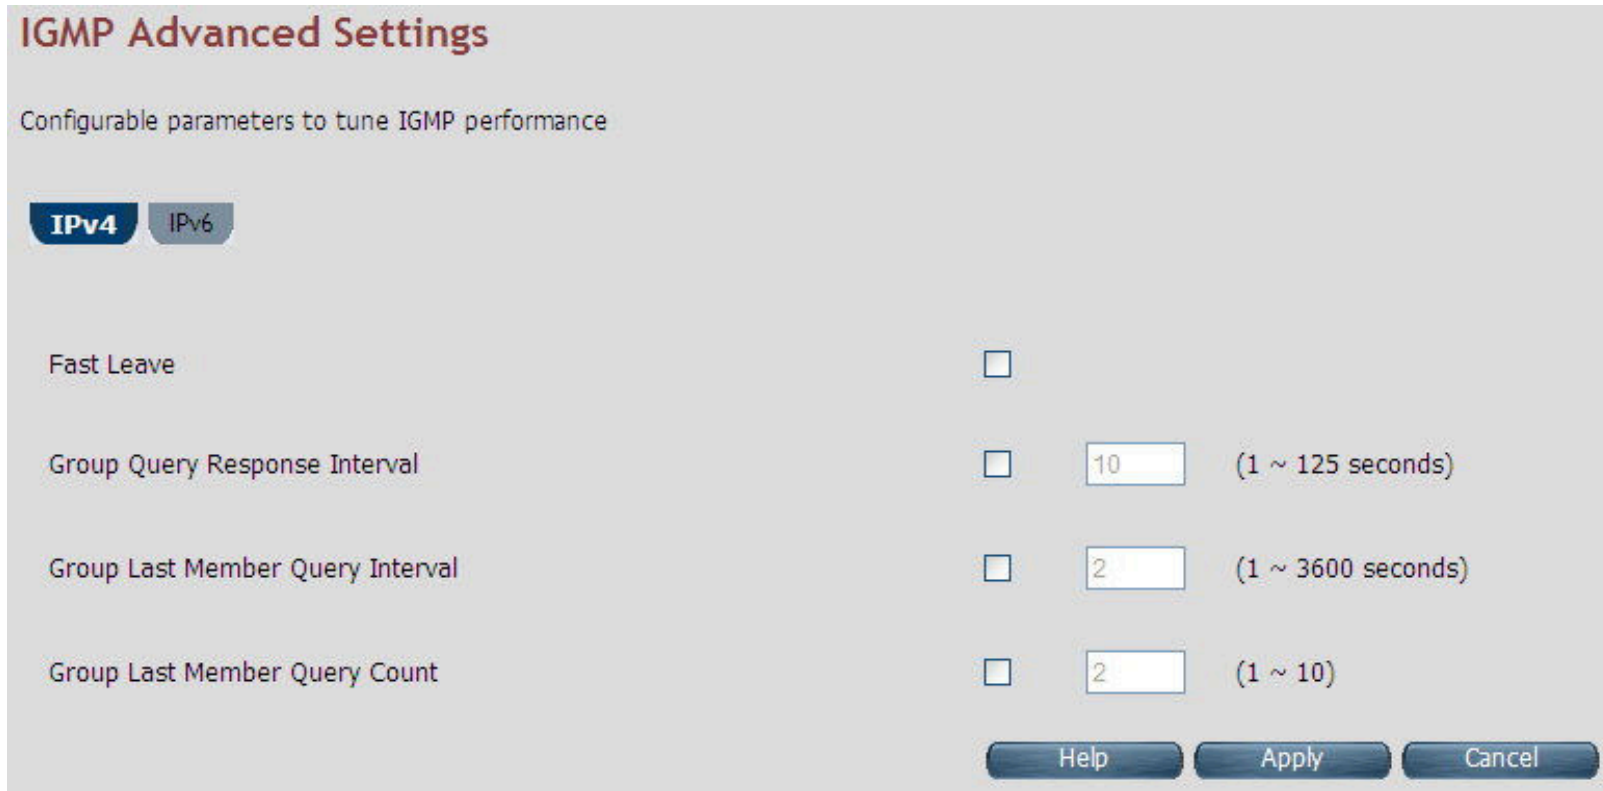 IGMP Advanced Settings
Configurable parameters to tune IGMP performance
IPv4 IPv6
Fast Leave
Group Query Response Interval 10 (1 ~ 125 seconds)
Group Last Member Query Interval 2 (1 ~ 3600 seconds)
Group Last Member Query Count 2 (1 ~ 10)
Help Apply Cancel